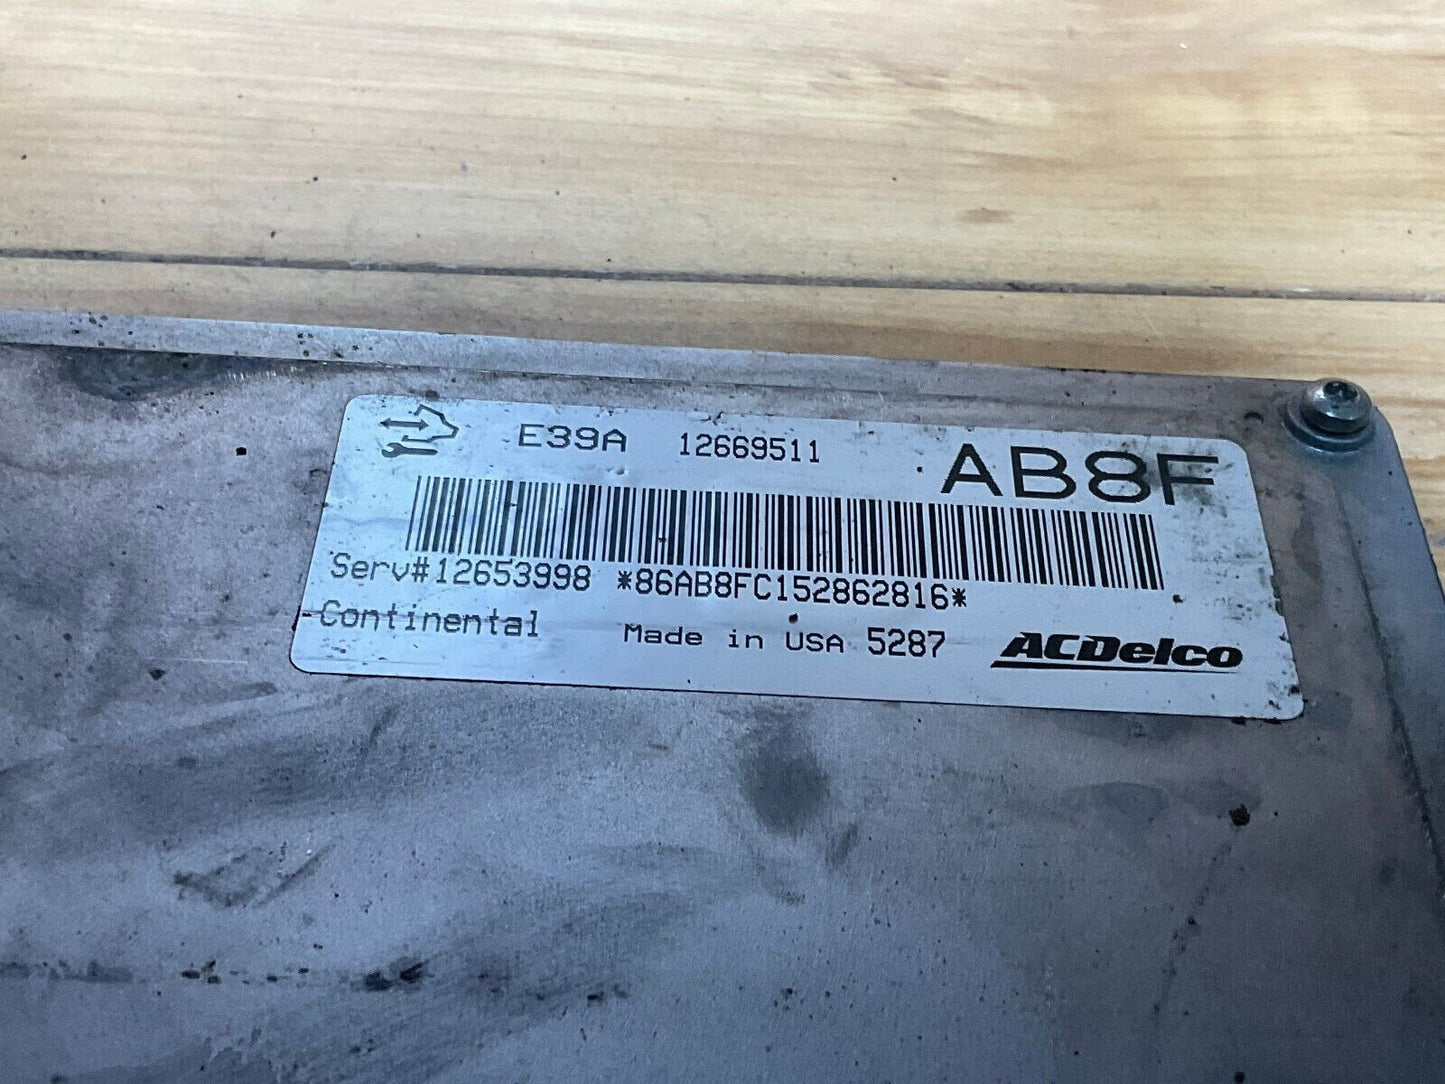 E39A 12669511 AB8F
Serv#12653998 *86AB8FC152862816*
Continental Made in USA 5287 ACDelco